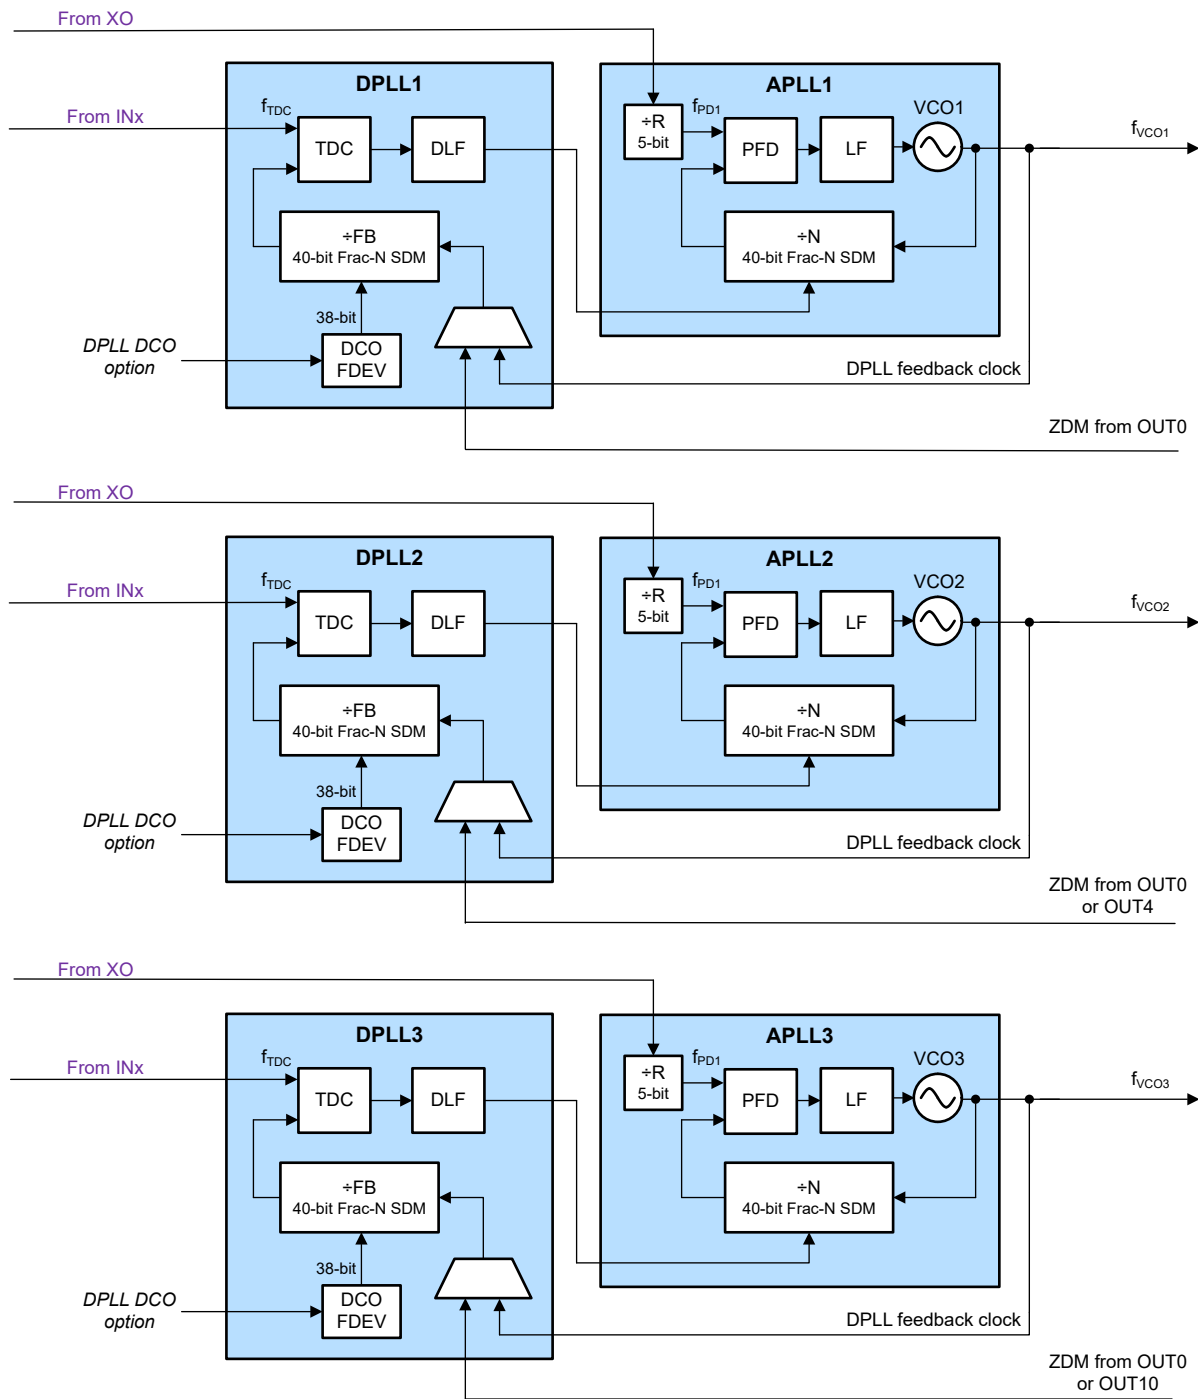 From XO
DPLL1
APLL1
From INx
fTDC
TDC
DLF
÷R
5-bit
fPD1
PFD
LF
VCO1
fVCO1
÷FB
40-bit Frac-N SDM
÷N
40-bit Frac-N SDM
38-bit
DPLL DCO
option
DCO
FDEV
DPLL feedback clock
ZDM from OUT0
From XO
DPLL2
APLL2
From INx
fTDC
TDC
DLF
÷R
5-bit
fPD1
PFD
LF
VCO2
fVCO2
÷FB
40-bit Frac-N SDM
÷N
40-bit Frac-N SDM
38-bit
DPLL DCO
option
DCO
FDEV
DPLL feedback clock
ZDM from OUT0
or OUT4
From XO
DPLL3
APLL3
From INx
fTDC
TDC
DLF
÷R
5-bit
fPD1
PFD
LF
VCO3
fVCO3
÷FB
40-bit Frac-N SDM
÷N
40-bit Frac-N SDM
38-bit
DPLL DCO
option
DCO
FDEV
DPLL feedback clock
ZDM from OUT0
or OUT10